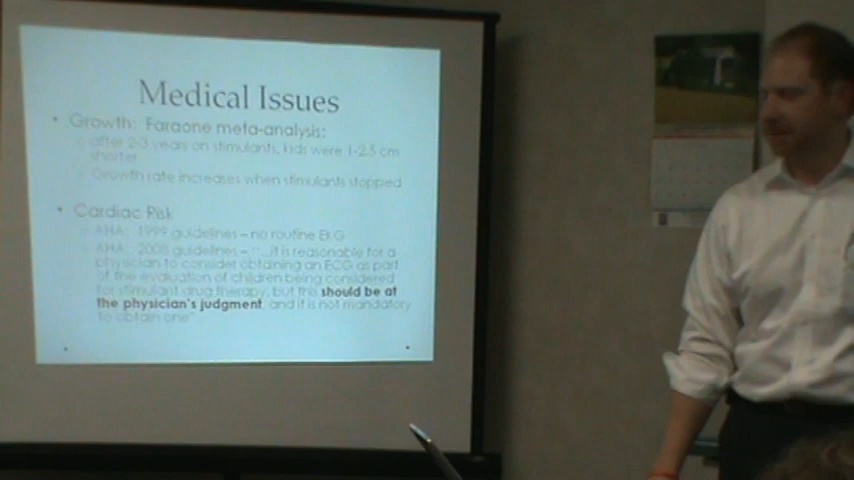 Medical Issues
• Growth: Faraone meta-analysis:
after 2-3 years on stimulants, kids were 1-2.5 cm
shorter
Growth rate increases when stimulants stopped
• Cardiac Risk
AHA: 1999 guidelines – no routine EKG
AHA: 2008 guidelines – "...it is reasonable for a
physician to consider obtaining an ECG as part
of the evaluation of children being considered
for stimulant drug therapy, but this should be at
the physician's judgment, and it is not mandatory
to obtain one"